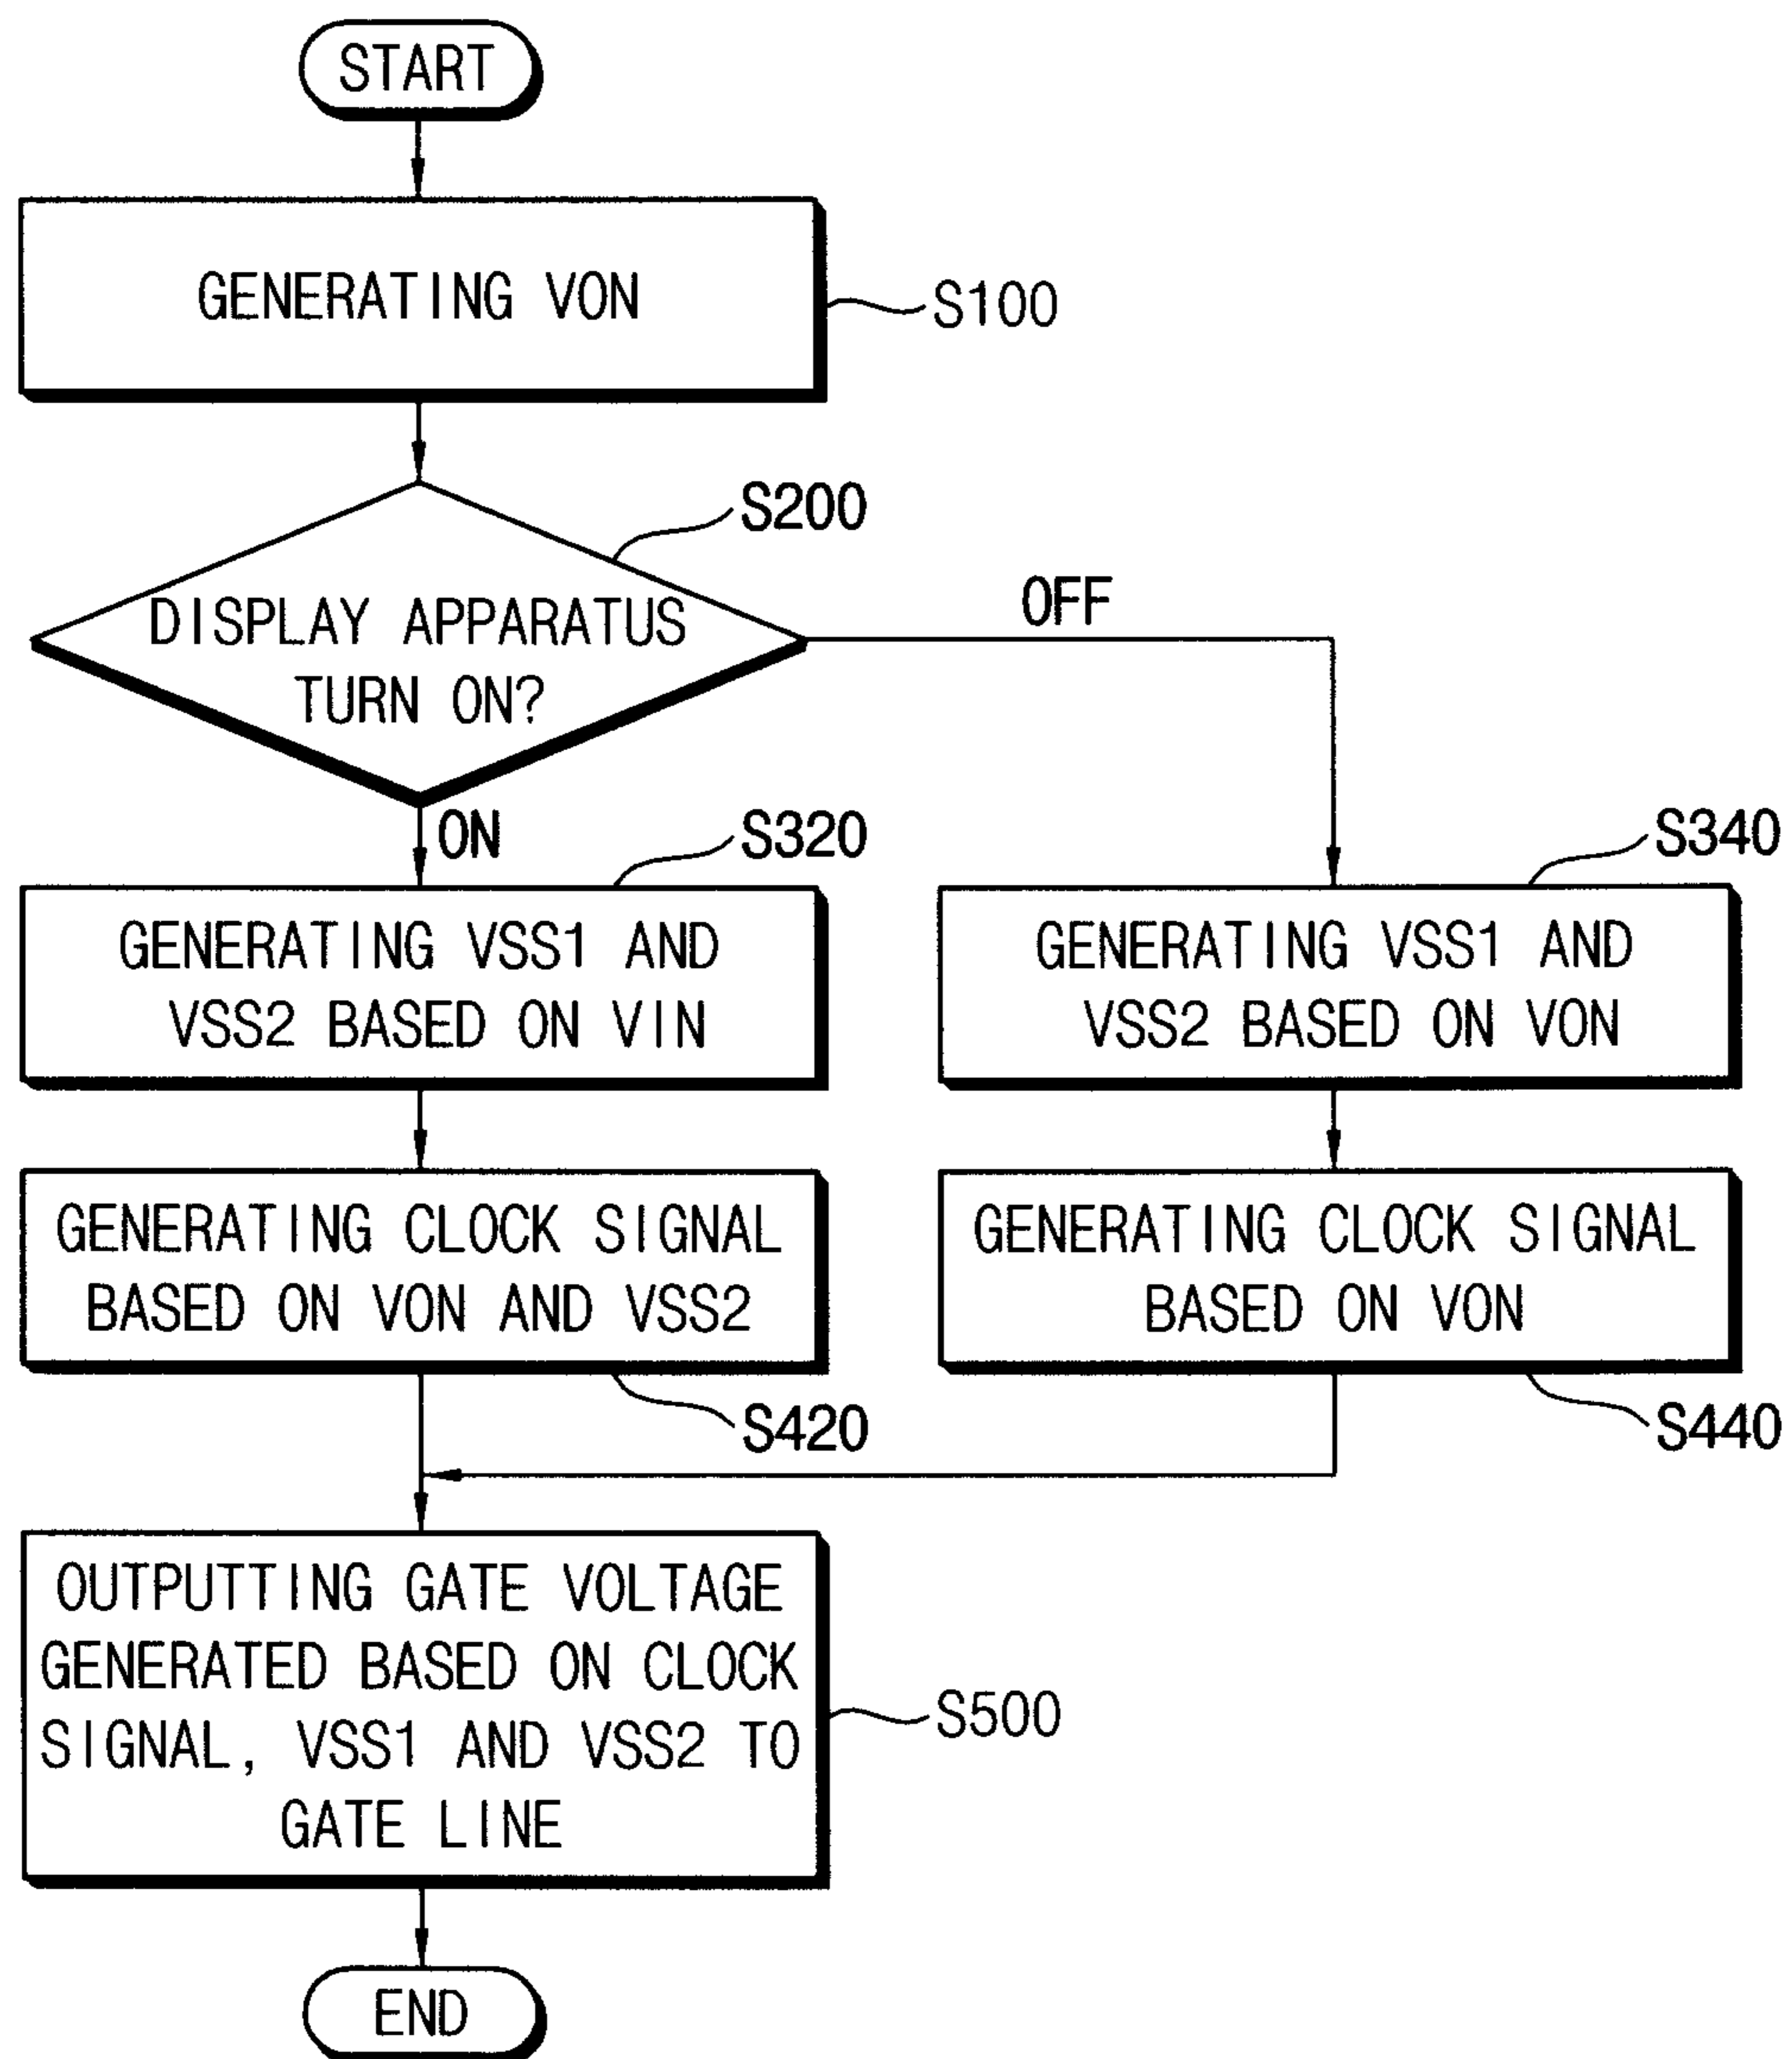 START
GENERATING VON
S100
S200
DISPLAY APPARATUS
TURN ON?
OFF
ON
S320
S340
GENERATING VSS1 AND
VSS2 BASED ON VIN
GENERATING VSS1 AND
VSS2 BASED ON VON
GENERATING CLOCK SIGNAL
BASED ON VON AND VSS2
GENERATING CLOCK SIGNAL
BASED ON VON
S420
S440
OUTPUTTING GATE VOLTAGE
GENERATED BASED ON CLOCK
SIGNAL, VSS1 AND VSS2 TO
GATE LINE
S500
END